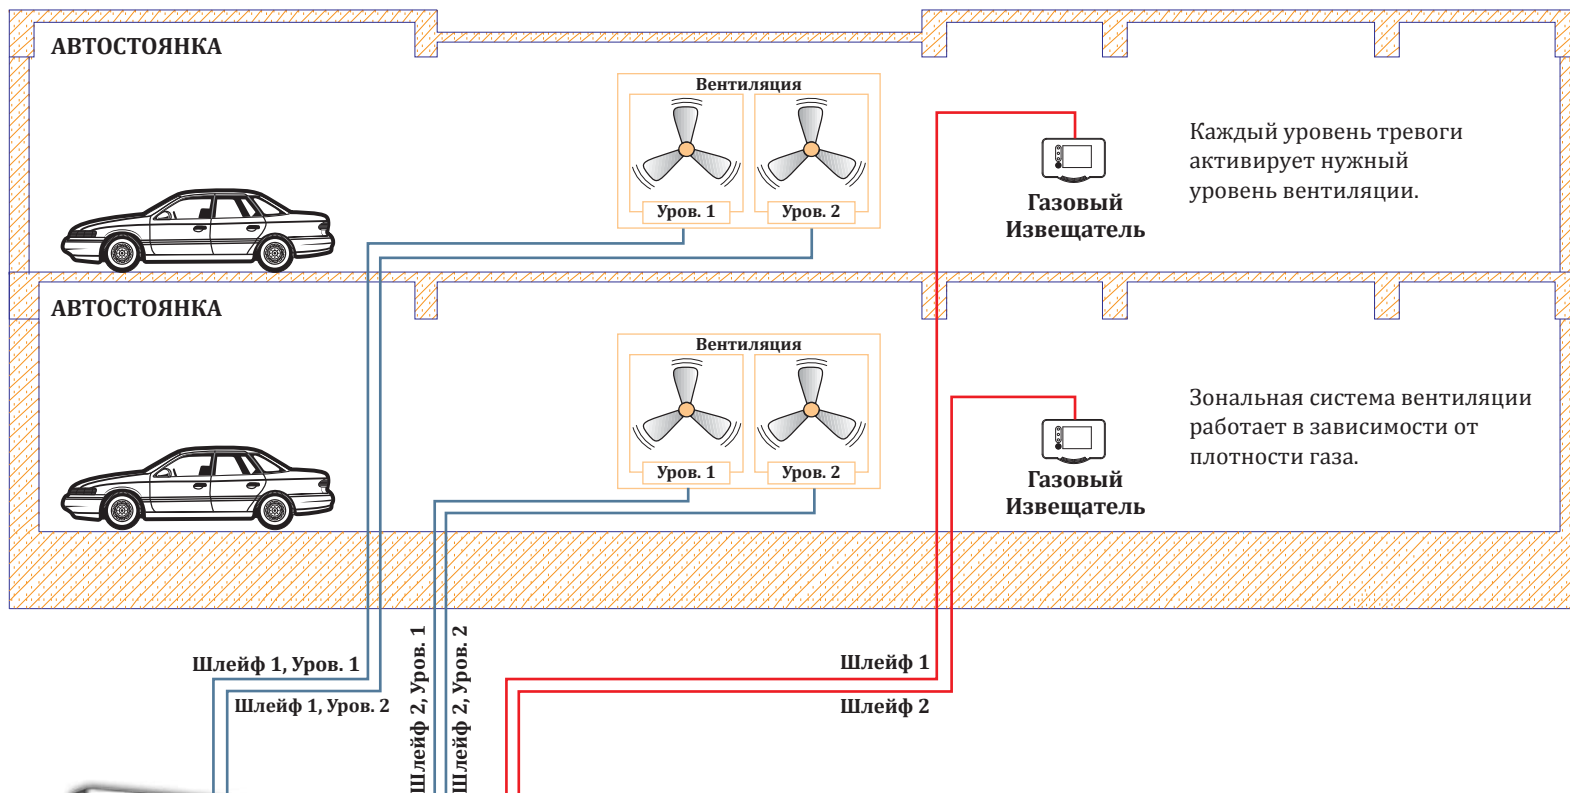 АВТОСТОЯНКА
Вентиляция
Уров. 1
Уров. 2
Газовый
Извещатель
Каждый уровень тревоги
активирует нужный
уровень вентиляции.
АВТОСТОЯНКА
Вентиляция
Уров. 1
Уров. 2
Газовый
Извещатель
Зональная система вентиляции
работает в зависимости от
плотности газа.
Шлейф 1, Уров. 1
Шлейф 1, Уров. 2
Шлейф 2, Уров. 1
Шлейф 2, Уров. 2
Шлейф 1
Шлейф 2